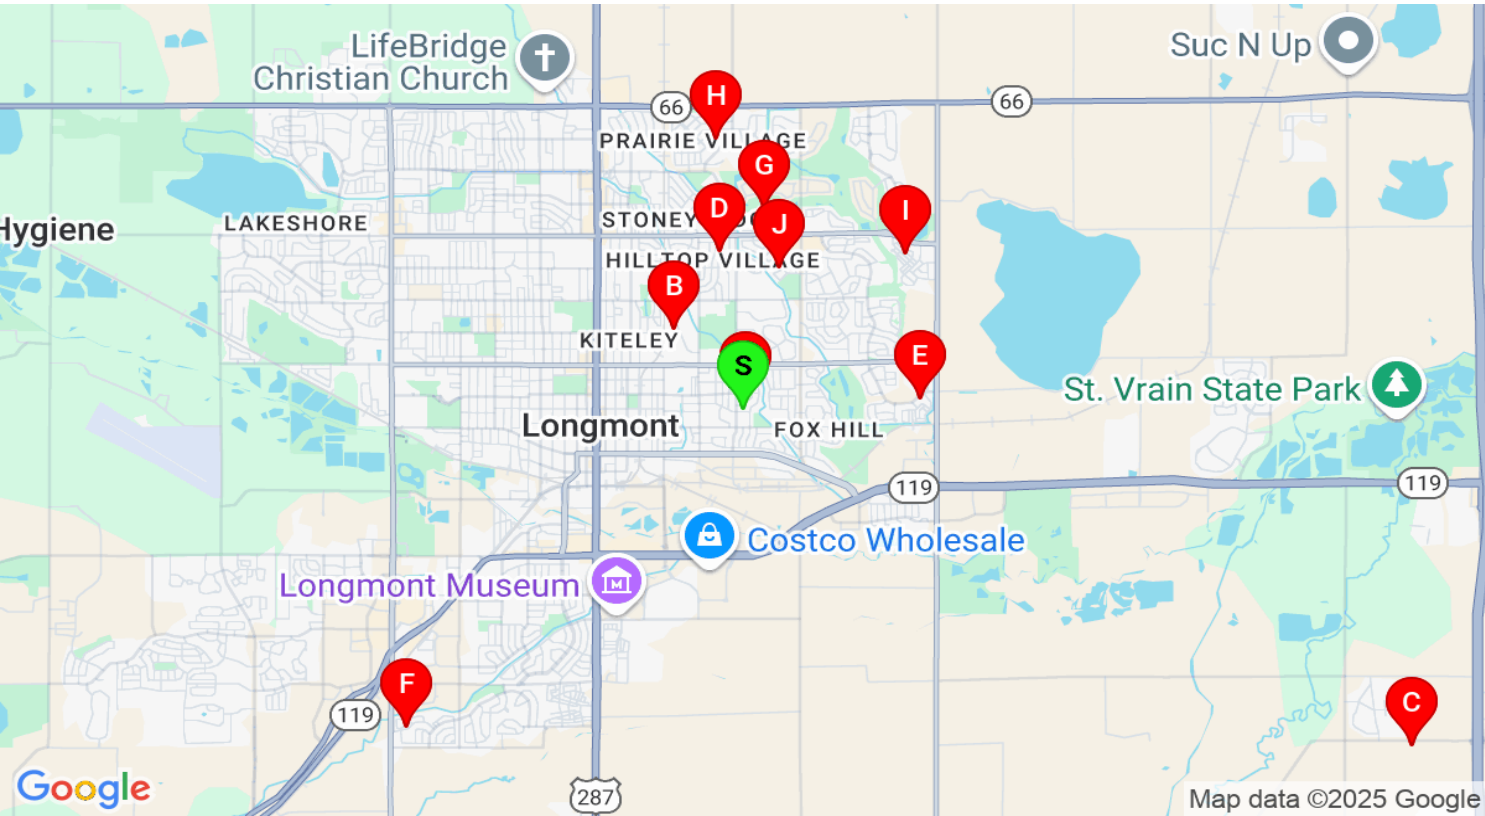 LifeBridge
Christian Church
Suc N Up
66
H
66
PRAIRIE VILLAGE
G
D
I
LAKESHORE
STONEY
J
Hygiene
HILLTOP VILLAGE
B
KITELEY
S
E
St. Vrain State Park
Longmont
FOX HILL
119
119
Costco Wholesale
Longmont Museum
M
F
C
119
287
Google
Map data ©2025 Google